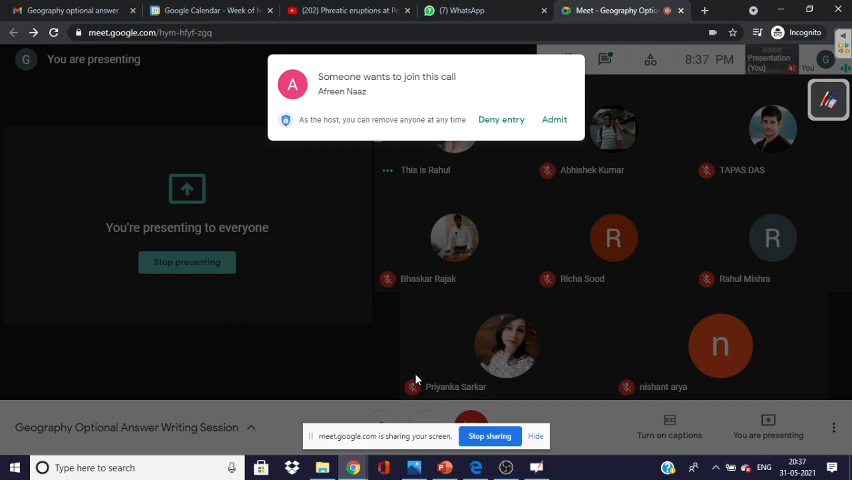 Geography optional answer
Google Calendar - Week of M
(202) Phreatic eruptions at Po
(7) WhatsApp
Meet - Geography Optio
meet.google.com/hym-hfyf-zgq
Incognito
G
You are presenting
8:37 PM
Presentation
(You)
You
G
Someone wants to join this call
A
Afreen Naaz
As the host, you can remove anyone at any time
Deny entry
Admit
This is Rahul
Abhishek Kumar
TAPAS DAS
You're presenting to everyone
Stop presenting
R
R
Bhaskar Rajak
Richa Sood
Rahul Mishra
n
Priyanka Sarkar
nishant arya
Geography Optional Answer Writing Session
meet.google.com is sharing your screen.
Stop sharing
Hide
Turn on captions
You are presenting
Type here to search
ENG
20:37
31-05-2021